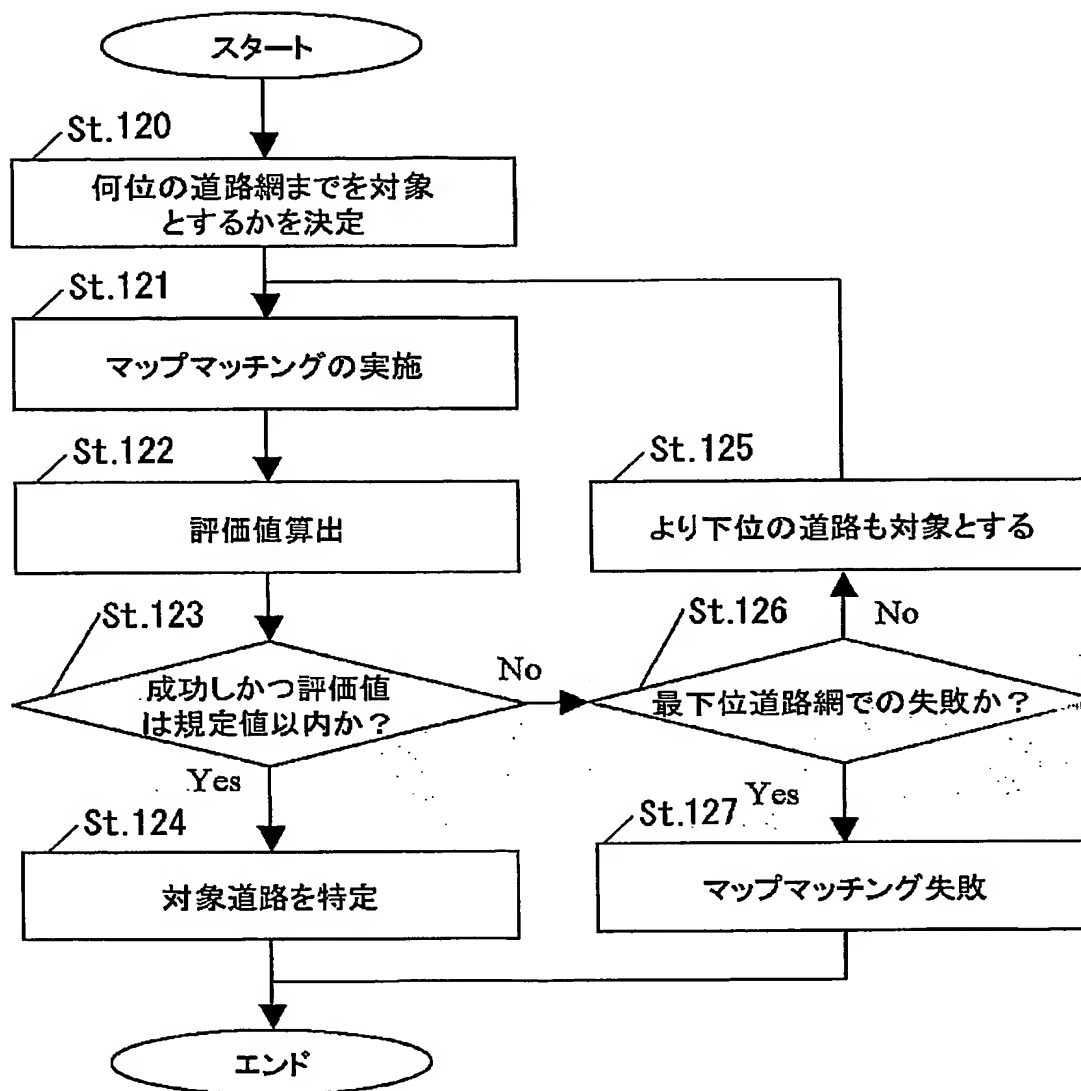 スタート
St.120
何位の道路網までを対象
とするかを決定
St.121
マップマッチングの実施
St.122
評価値算出
St.125
より下位の道路も対象とする
St.123
成功しかつ評価値
は規定値以内か？
No
St.126
No
最下位道路網での失敗か？
Yes
St.124
対象道路を特定
Yes
St.127
マップマッチング失敗
エンド